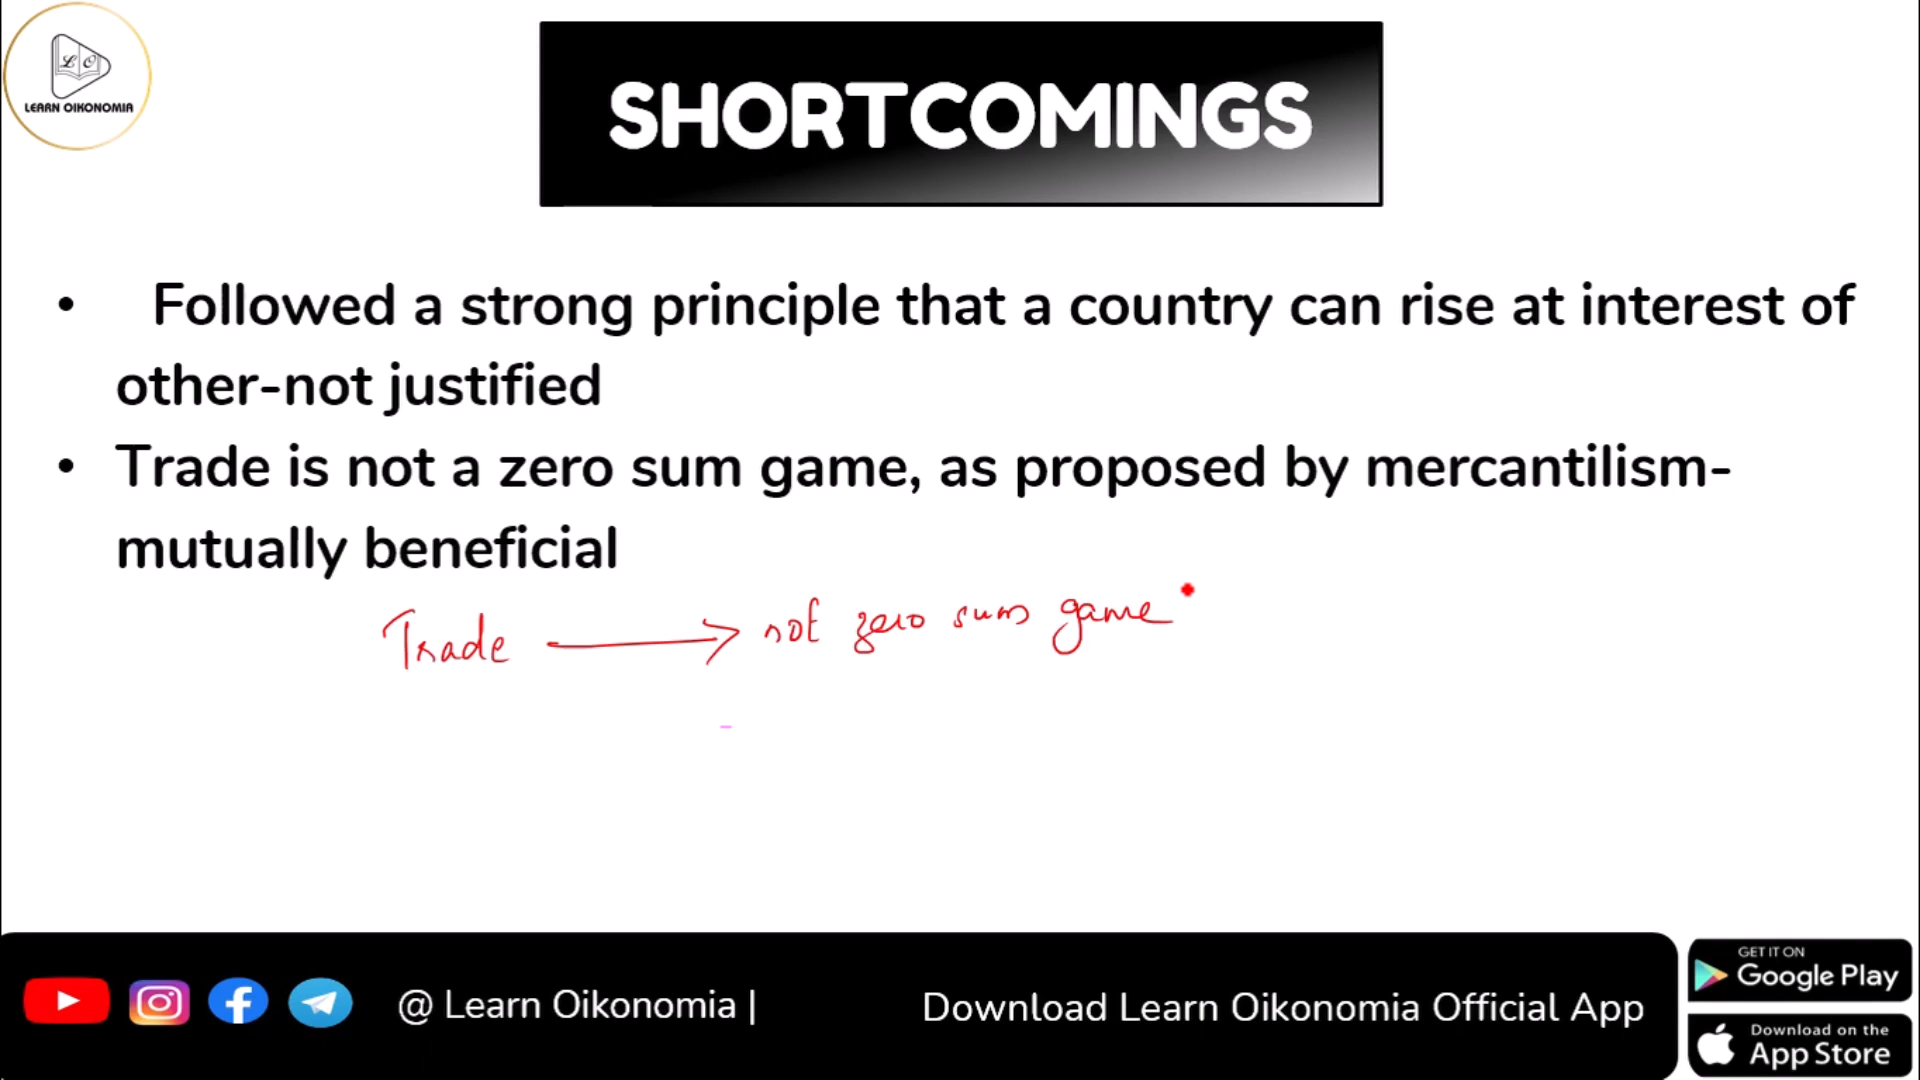 LO
LEARN OIKONOMIA
SHORTCOMINGS
• Followed a strong principle that a country can rise at interest of
other-not justified
• Trade is not a zero sum game, as proposed by mercantilism-
mutually beneficial
Trade → not zero sum game
@ Learn Oikonomia | Download Learn Oikonomia Official App
GET IT ON
Google Play
Download on the
App Store